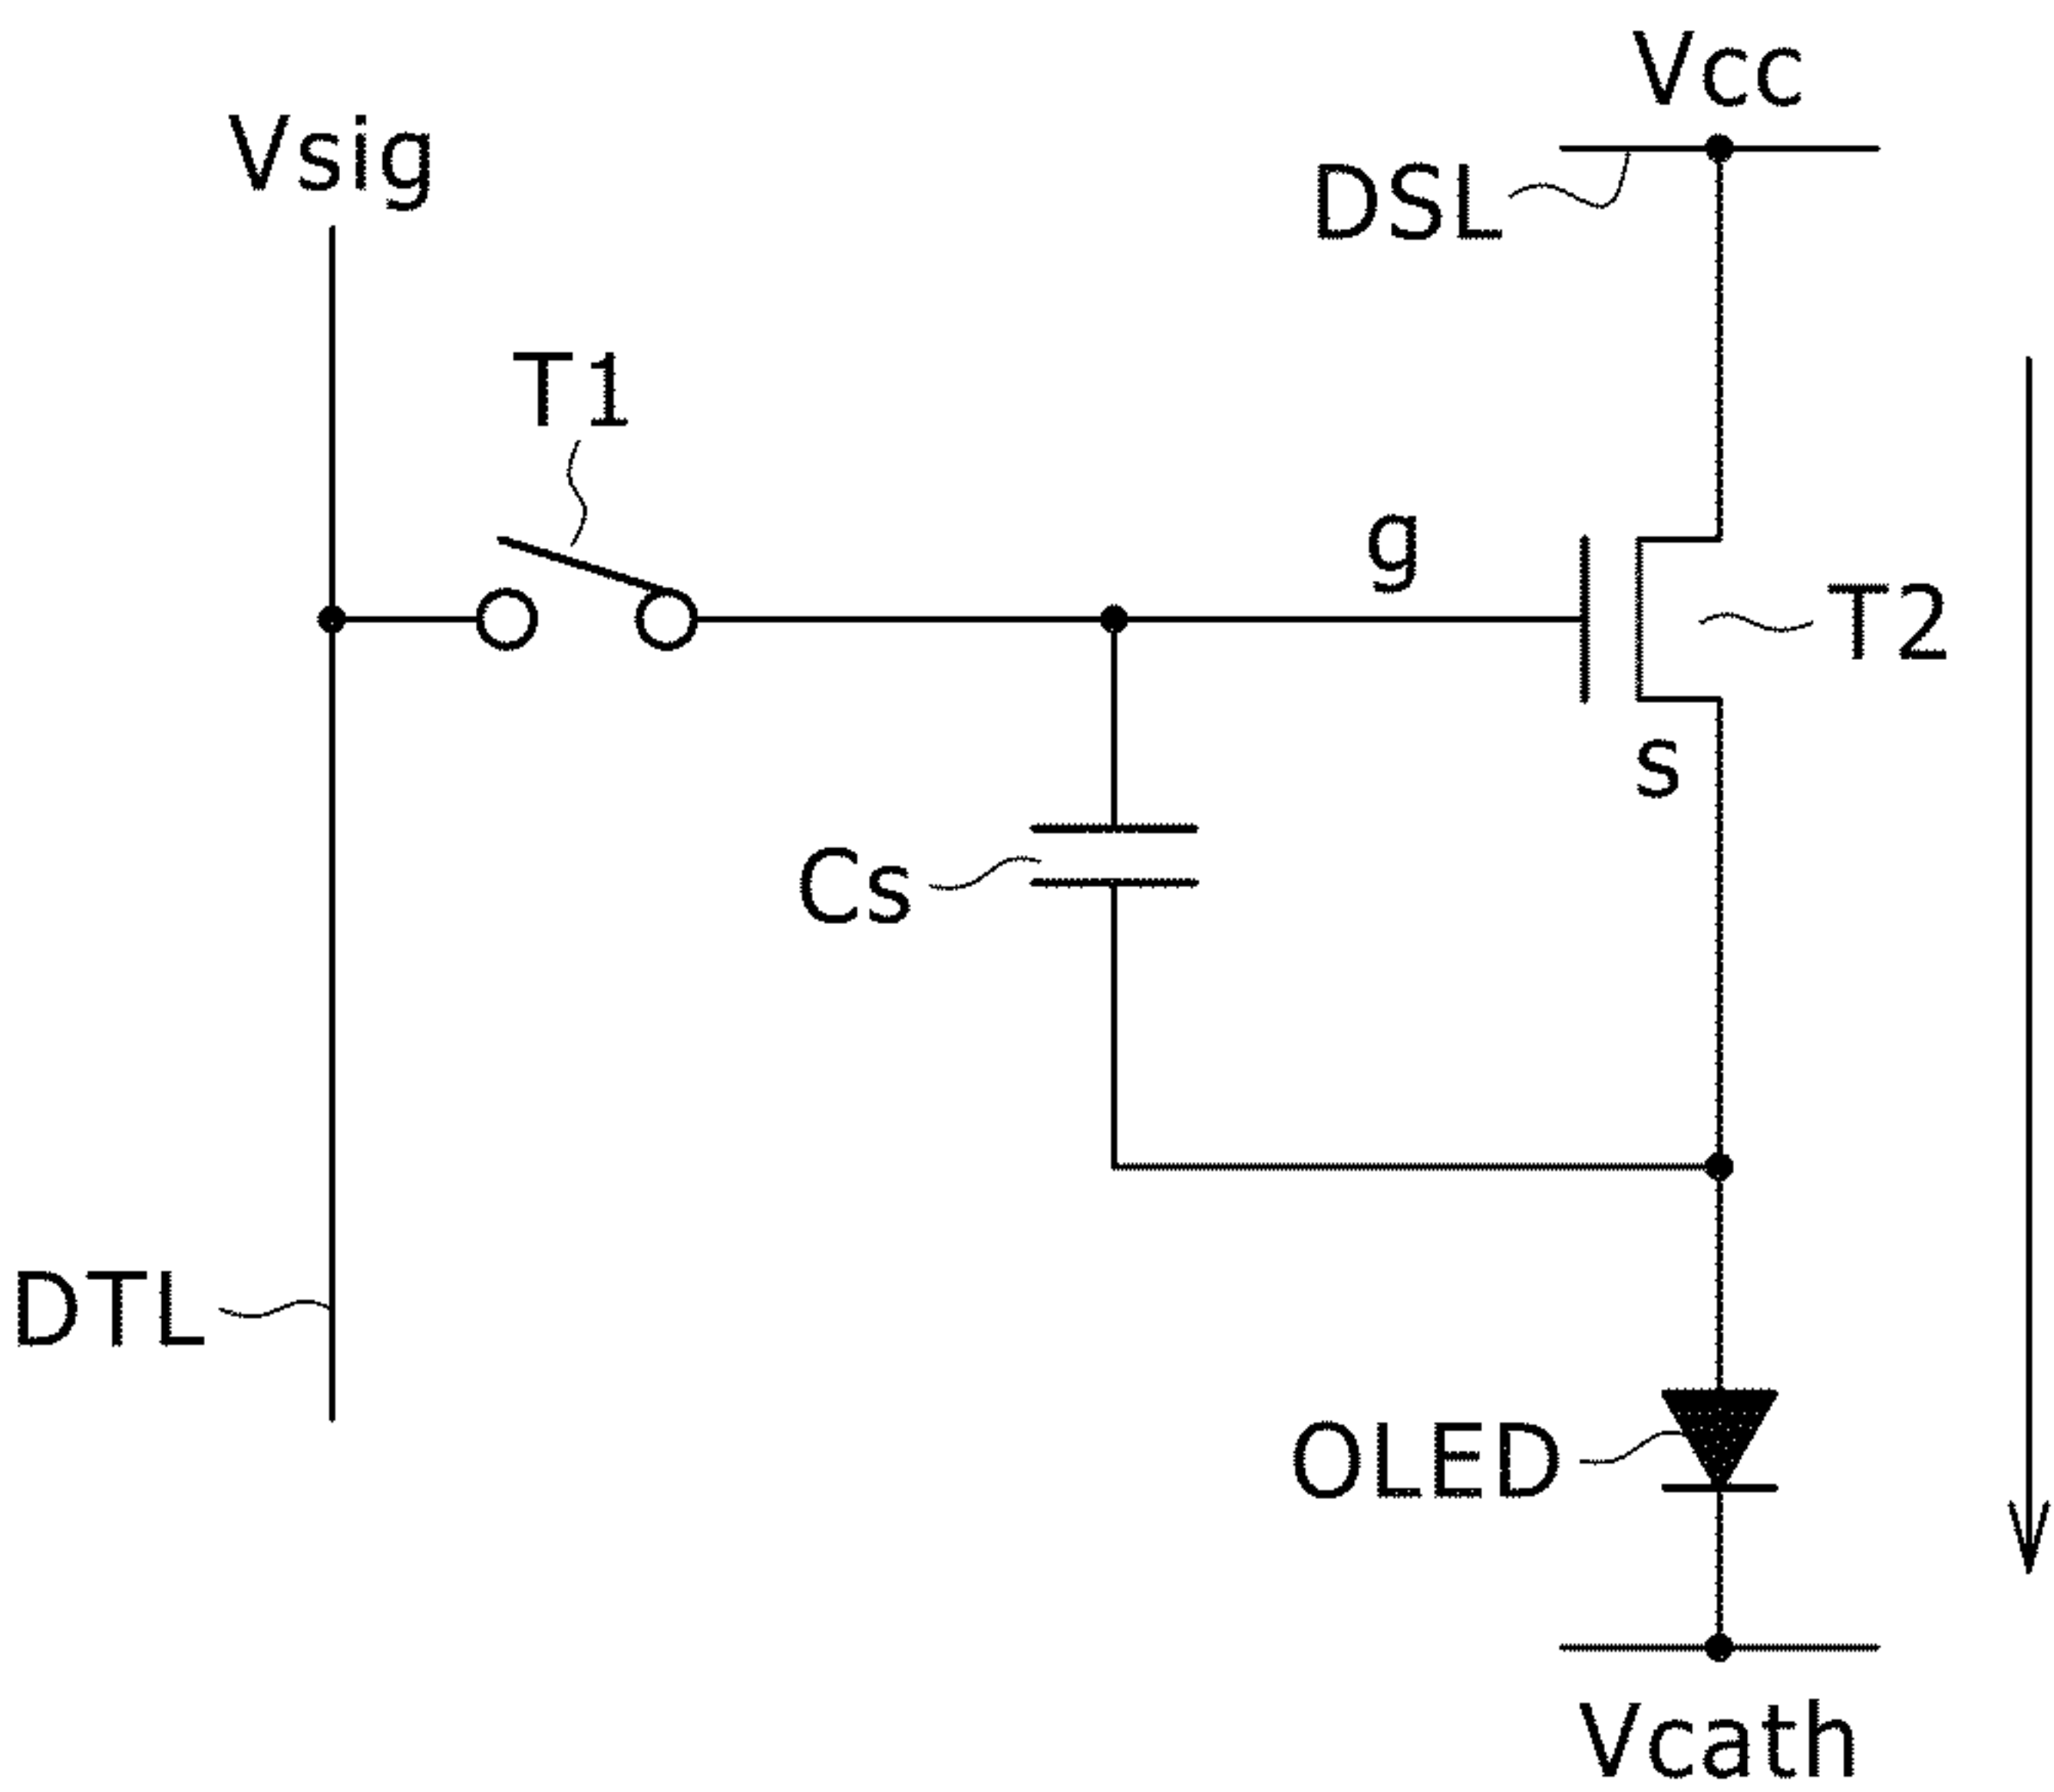 Vcc
Vsig
DSL
T1
g
T2
s
Cs
DTL
OLED
Vcath